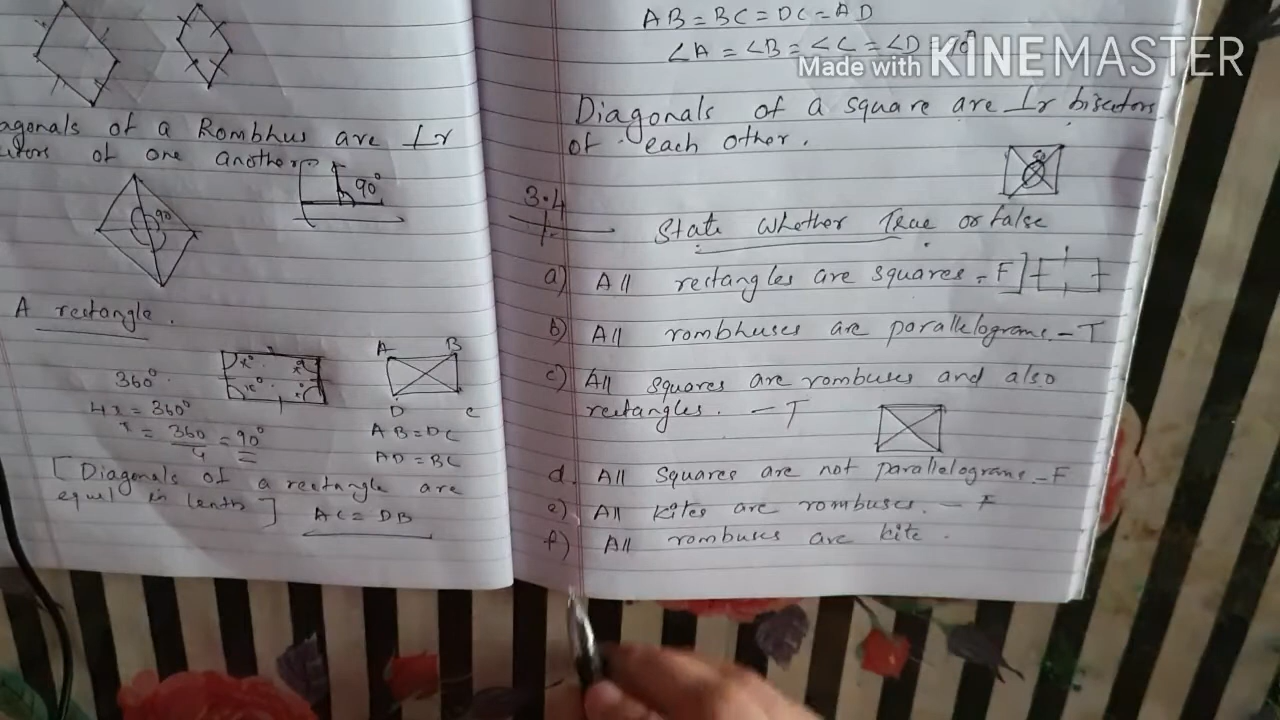 agonals of a Rombhus are ⊥r
of one another
90°
90
A rectangle.
360°
4x = 360°
x = 360/4 = 90°
x°
x°
A B
D C
AB = DC
AD = BC
[Diagonals of a rectangle are
equal in lenth]
AC = DB
AB = BC = DC = AD
∠A = ∠B = ∠C = ∠D = 90°
Made with KINEMASTER
Diagonals of a square are ⊥r bisectors
of each other.
3.4
State Whether True or false
a) All rectangles are squares - F]
b) All rombhuses are parallelograms - T
c) All squares are rombuses and also
rectangles. - T
d. All squares are not parallelograms - F
e) All kites are rombuses. - F
f) All rombuses are kite.